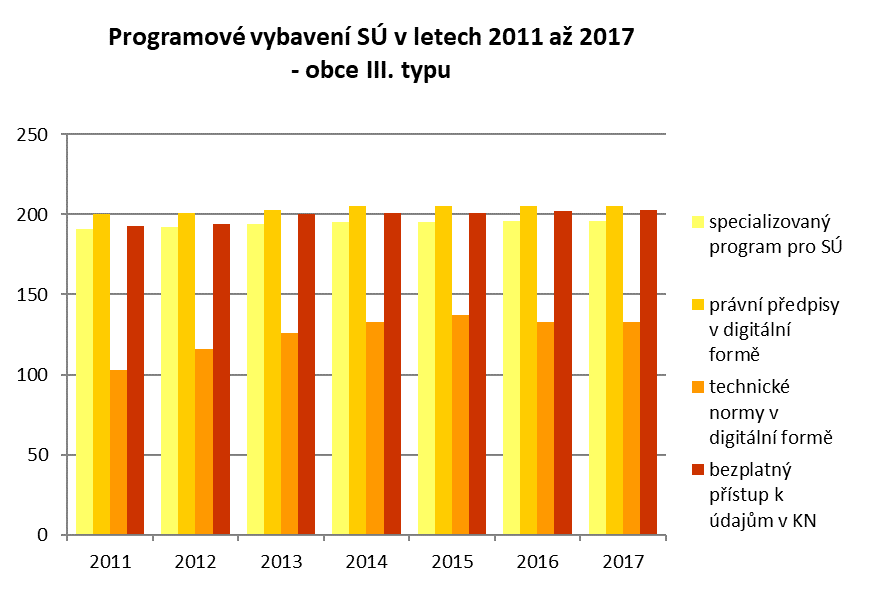 Programové vybavení SÚ v letech 2011 až 2017
- obce III. typu
250
200
150
100
50
0
2011 2012 2013 2014 2015 2016 2017
specializovaný
program pro SÚ
právní předpisy
v digitální
formě
technické
normy v
digitální formě
bezplatný
přístup k
údajům v KN